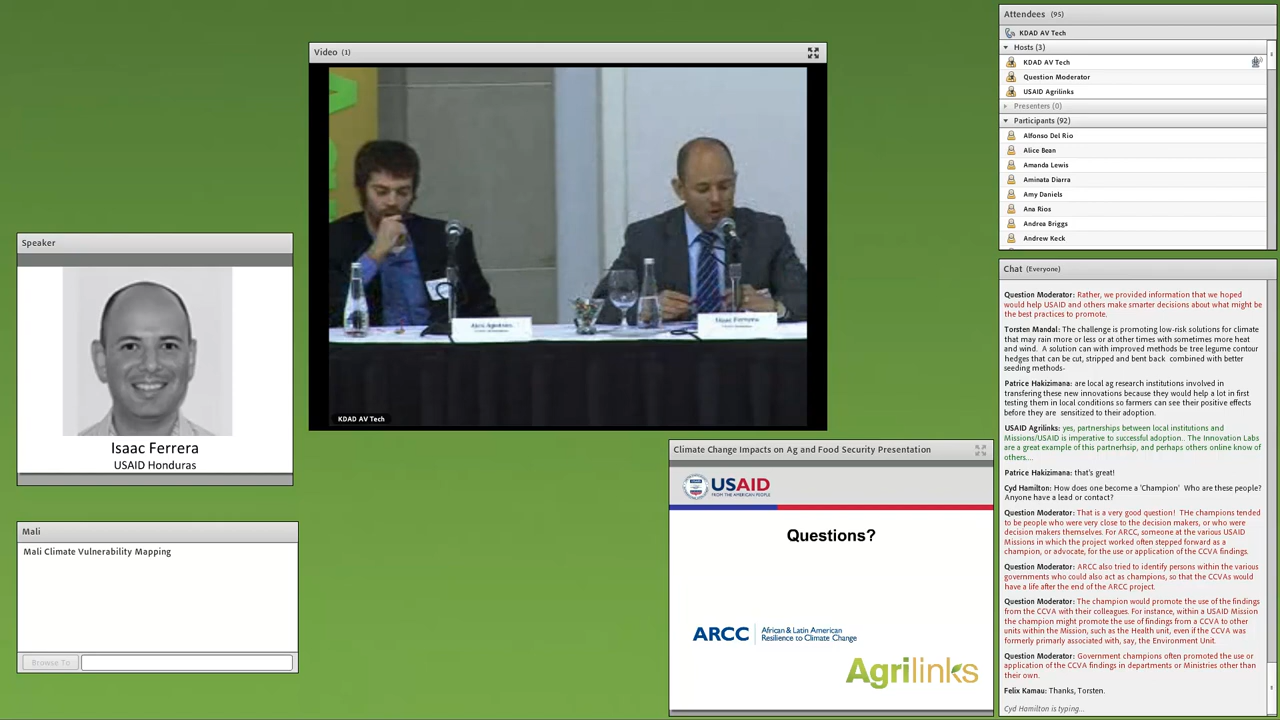 Video (1)
KDAD AV Tech
Isaac Ferrera
Speaker
Isaac Ferrera
USAID Honduras
Mali
Mali Climate Vulnerability Mapping
Browse To
Climate Change Impacts on Ag and Food Security Presentation
USAID
FROM THE AMERICAN PEOPLE
Questions?
ARCC
African & Latin American
Resilience to Climate Change
Agrilinks
Attendees (95)
KDAD AV Tech
Hosts (3)
KDAD AV Tech
Question Moderator
USAID Agrilinks
Presenters (0)
Participants (92)
Alfonso Del Rio
Alice Bean
Amanda Lewis
Aminata Diarra
Amy Daniels
Ana Rios
Andrea Briggs
Andrew Keck
Chat (Everyone)
Question Moderator: Rather, we provided information that we hoped
would help USAID and others make smarter decisions about what might be
the best practices to promote.
Torsten Mandal: The challenge is promoting low-risk solutions for climate
that may rain more or less or at other times with sometimes more heat
and wind. A solution can with improved methods be tree legume contour
hedges that can be cut, stripped and bent back combined with better
seeding methods-
Patrice Hakizimana: are local ag research institutions involved in
transfering these new innovations because they would help a lot in first
testing them in local conditions so farmers can see their positive effects
before they are sensitized to their adoption.
USAID Agrilinks: yes, partnerships between local institutions and
Missions/USAID is imperative to successful adoption.. The Innovation Labs
are a great example of this partnerhsip, and perhaps others online know of
others....
Patrice Hakizimana: that's great!
Cyd Hamilton: How does one become a 'Champion' Who are these people?
Anyone have a lead or contact?
Question Moderator: That is a very good question! THe champions tended
to be people who were very close to the decision makers, or who were
decision makers themselves. For ARCC, someone at the various USAID
Missions in which the project worked often stepped forward as a
champion, or advocate, for the use or application of the CCVA findings.
Question Moderator: ARCC also tried to identify persons within the various
governments who could also act as champions, so that the CCVAs would
have a life after the end of the ARCC project.
Question Moderator: The champion would promote the use of the findings
from the CCVA with their colleagues. For instance, within a USAID Mission
the champion might promote the use of findings from a CCVA to other
units within the Mission, such as the Health unit, even if the CCVA was
formerly primarily associated with, say, the Environment Unit.
Question Moderator: Government champions often promoted the use or
application of the CCVA findings in departments or Ministries other than
their own.
Felix Kamau: Thanks, Torsten.
Cyd Hamilton is typing...